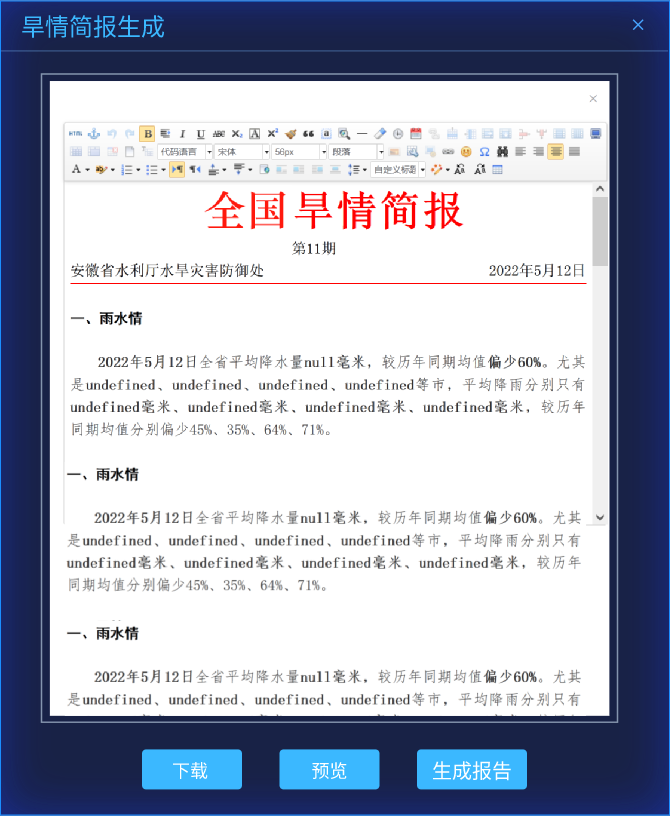 旱情简报生成
×
×
HTML B I U ABC X₂ A X² 66 a
代码语言 宋体 56px 段落 Ω
A 自定义标题
全国旱情简报
第11期
安徽省水利厅水旱灾害防御处 2022年5月12日
一、雨水情
2022年5月12日全省平均降水量null毫米，较历年同期均值偏少60%。尤其
是undefined、undefined、undefined、undefined等市，平均降雨分别只有
undefined毫米、undefined毫米、undefined毫米、undefined毫米，较历年
同期均值分别偏少45%、35%、64%、71%。
一、雨水情
2022年5月12日全省平均降水量null毫米，较历年同期均值偏少60%。尤其
是undefined、undefined、undefined、undefined等市，平均降雨分别只有
undefined毫米、undefined毫米、undefined毫米、undefined毫米，较历年
同期均值分别偏少45%、35%、64%、71%。
一、雨水情
2022年5月12日全省平均降水量null毫米，较历年同期均值偏少60%。尤其
是undefined、undefined、undefined、undefined等市，平均降雨分别只有
下载 预览 生成报告